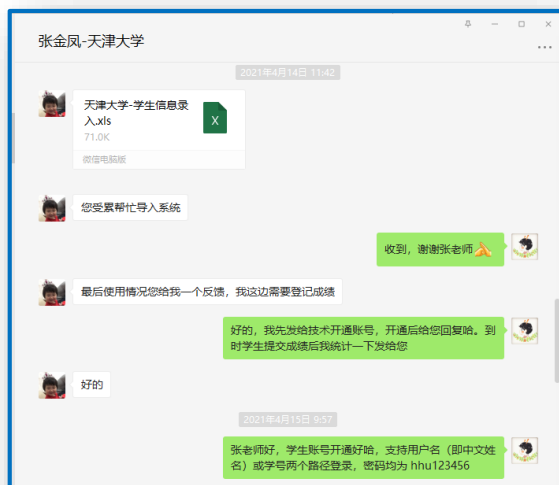 张金凤-天津大学
2021年4月14日 11:42
天津大学-学生信息录
入.xls
71.0K
微信电脑版
您受累帮忙导入系统
收到，谢谢张老师
最后使用情况您给我一个反馈，我这边需要登记成绩
好的，我先发给技术开通账号，开通后给您回复哈。到
时学生提交成绩后我统计一下发给您
好的
2021年4月15日 9:57
张老师好，学生账号开通好哈，支持用户名（即中文姓
名）或学号两个路径登录，密码均为 hhu123456